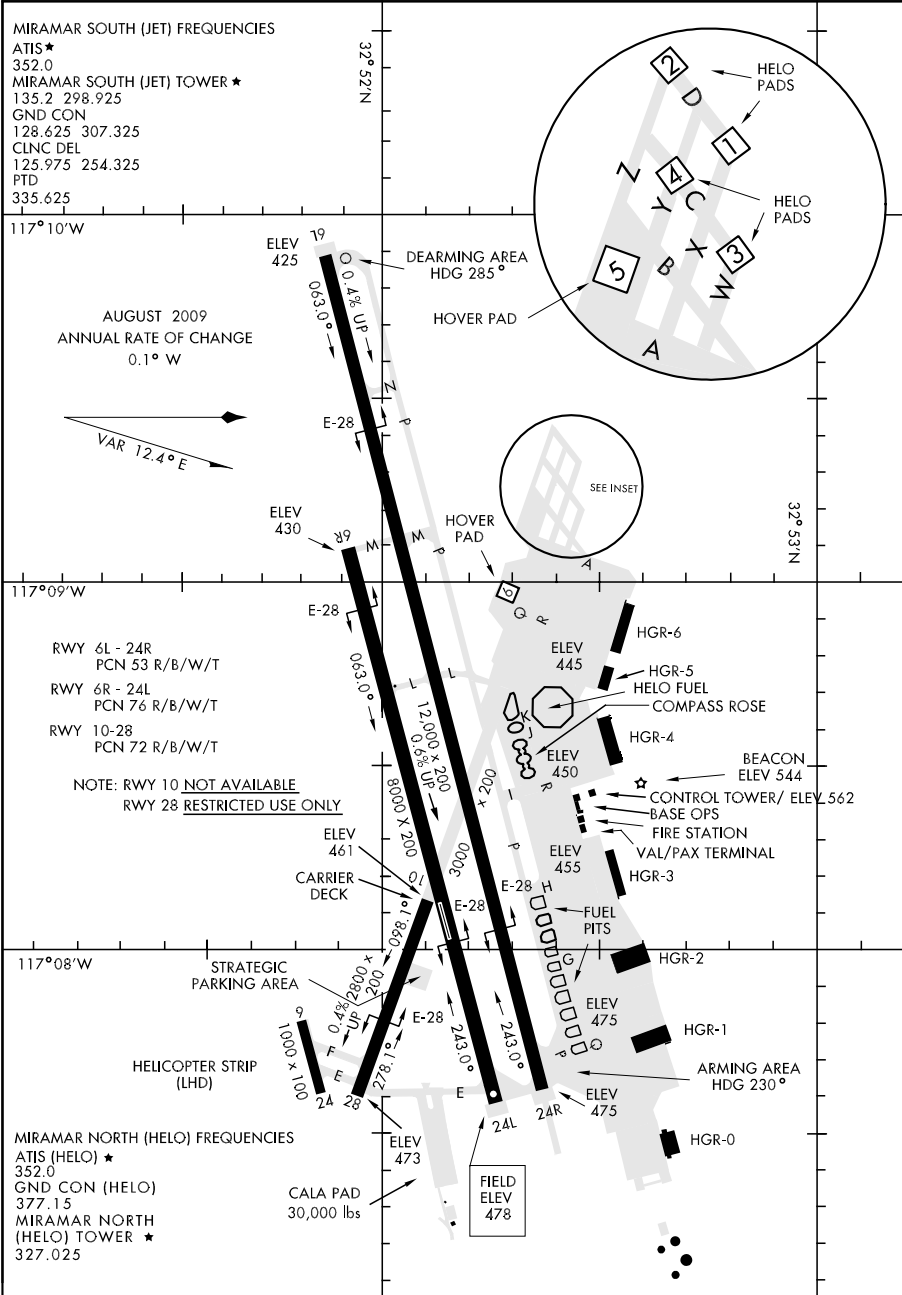 MIRAMAR SOUTH (JET) FREQUENCIES
ATIS ★
352.0
MIRAMAR SOUTH (JET) TOWER ★
135.2 298.925
GND CON
128.625 307.325
CLNC DEL
125.975 254.325
PTD
335.625
32°52'N
2
D
HELO
PADS
1
Z
4
Y
C
HELO
PADS
X
3
5
B
W
HOVER PAD
A
117°10'W
ELEV
425
6L
DEARMING AREA
HDG 285°
0.4% UP
063.0°
AUGUST 2009
ANNUAL RATE OF CHANGE
0.1° W
VAR 12.4° E
N
P
E-28
SEE INSET
32°53'N
ELEV
430
6R
W
W
P
HOVER
PAD
A
117°09'W
6
E-28
Q
R
HGR-6
RWY 6L - 24R
PCN 53 R/B/W/T
RWY 6R - 24L
PCN 76 R/B/W/T
RWY 10-28
PCN 72 R/B/W/T
NOTE: RWY 10 NOT AVAILABLE
RWY 28 RESTRICTED USE ONLY
063.0°
ELEV
445
HGR-5
HELO FUEL
COMPASS ROSE
L
L
K
J
12,000 x 200
0.6% UP
HGR-4
ELEV
450
R
BEACON
ELEV 544
8000 X 200
3000
x 200
I
P
CONTROL TOWER/ ELEV 562
BASE OPS
FIRE STATION
VAL/PAX TERMINAL
ELEV
461
10
ELEV
455
HGR-3
CARRIER
DECK
E-28
E-28
H
FUEL
PITS
098.1°
117°08'W
STRATEGIC
PARKING AREA
0.4%
UP
2800 x
200
G
HGR-2
ELEV
475
E-28
9
1000 x 100
F
E
278.1°
243.0°
243.0°
HGR-1
P
HELICOPTER STRIP
(LHD)
24
28
E
24L
24R
ELEV
475
ARMING AREA
HDG 230°
ELEV
473
HGR-0
MIRAMAR NORTH (HELO) FREQUENCIES
ATIS (HELO) ★
352.0
GND CON (HELO)
377.15
MIRAMAR NORTH
(HELO) TOWER ★
327.025
CALA PAD
30,000 lbs
FIELD
ELEV
478